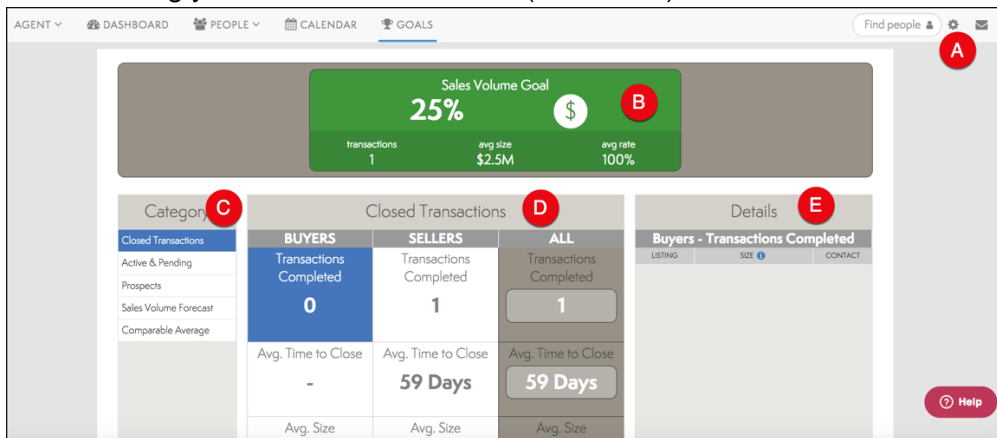 AGENT DASHBOARD PEOPLE CALENDAR GOALS Find people
A
Sales Volume Goal
25% $ B
transactions avg size avg rate
1 $2.5M 100%
Category C Closed Transactions D Details E
Closed Transactions BUYERS SELLERS ALL Buyers - Transactions Completed
LISTING SIZE CONTACT
Active & Pending Transactions Completed Transactions Completed Transactions Completed
Prospects
Sales Volume Forecast 0 1 1
Comparable Average
Avg. Time to Close Avg. Time to Close Avg. Time to Close
- 59 Days 59 Days
Help
Avg. Size Avg. Size Avg. Size